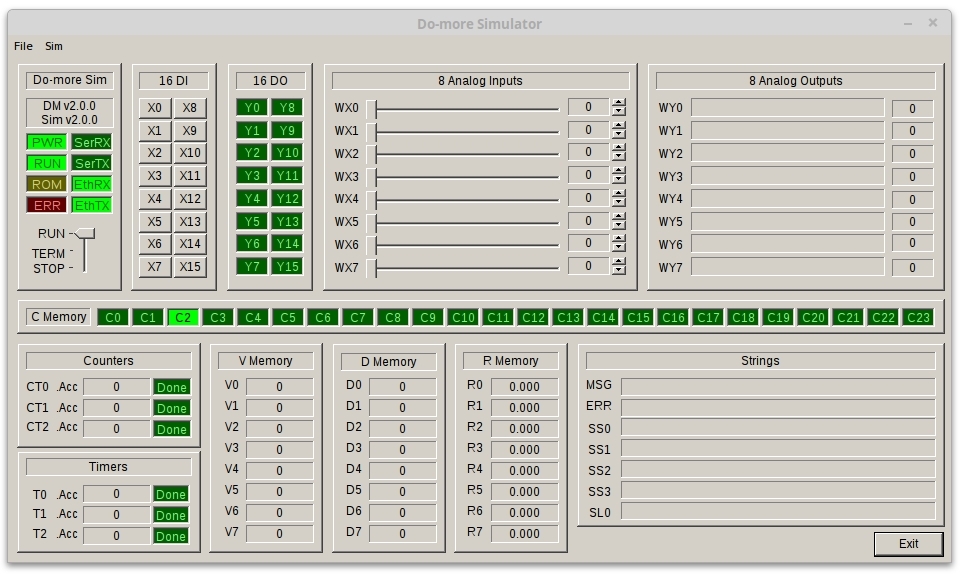 Do-more Simulator
File Sim
Do-more Sim
DM v2.0.0
Sim v2.0.0
PWR SerRX
RUN SerTX
ROM EthRX
ERR EthTX
RUN
TERM
STOP
16 DI
X0 X8
X1 X9
X2 X10
X3 X11
X4 X12
X5 X13
X6 X14
X7 X15
16 DO
Y0 Y8
Y1 Y9
Y2 Y10
Y3 Y11
Y4 Y12
Y5 Y13
Y6 Y14
Y7 Y15
8 Analog Inputs
WX0 0
WX1 0
WX2 0
WX3 0
WX4 0
WX5 0
WX6 0
WX7 0
8 Analog Outputs
WY0 0
WY1 0
WY2 0
WY3 0
WY4 0
WY5 0
WY6 0
WY7 0
C Memory C0 C1 C2 C3 C4 C5 C6 C7 C8 C9 C10 C11 C12 C13 C14 C15 C16 C17 C18 C19 C20 C21 C22 C23
Counters
CT0 .Acc 0 Done
CT1 .Acc 0 Done
CT2 .Acc 0 Done
Timers
T0 .Acc 0 Done
T1 .Acc 0 Done
T2 .Acc 0 Done
V Memory
V0 0
V1 0
V2 0
V3 0
V4 0
V5 0
V6 0
V7 0
D Memory
D0 0
D1 0
D2 0
D3 0
D4 0
D5 0
D6 0
D7 0
R Memory
R0 0.000
R1 0.000
R2 0.000
R3 0.000
R4 0.000
R5 0.000
R6 0.000
R7 0.000
Strings
MSG
ERR
SS0
SS1
SS2
SS3
SL0
Exit